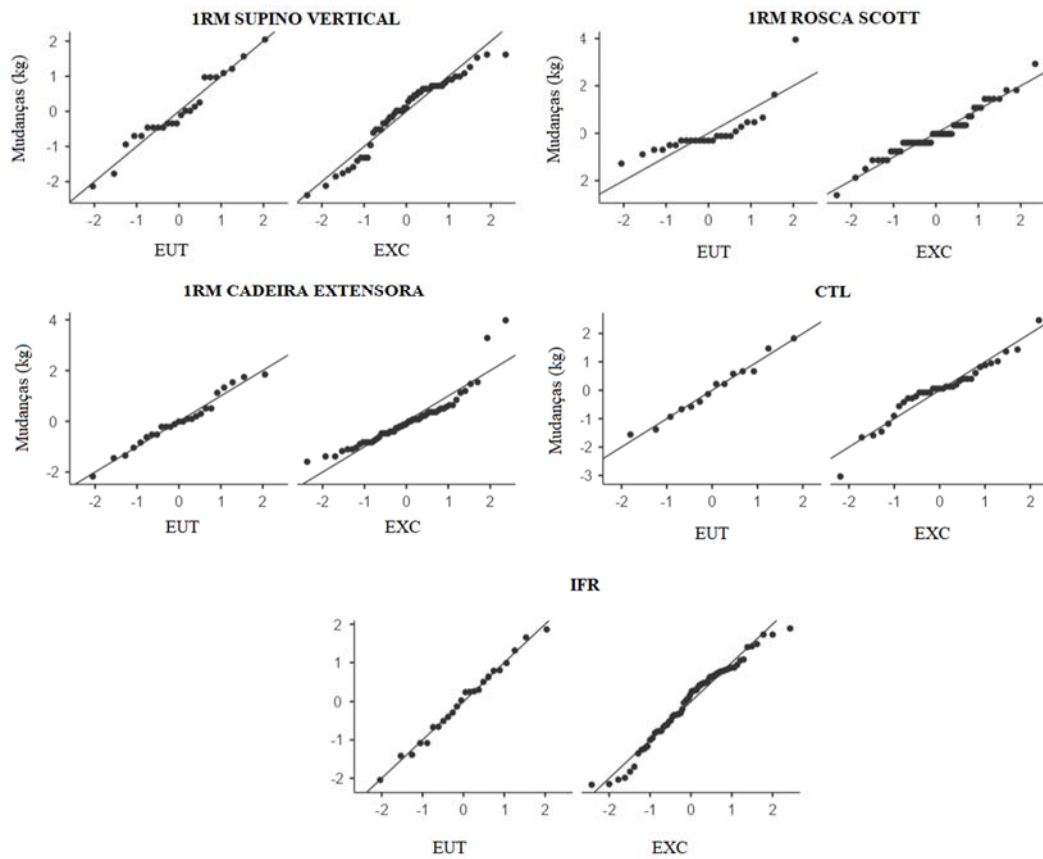 1RM SUPINO VERTICAL
Mudanças (kg)
2
1
0
-1
-2
-2 -1 0 1 2
EUT
-2 -1 0 1 2
EXC
1RM ROSCA SCOTT
Mudanças (kg)
4
2
0
2
-2 -1 0 1 2
EUT
-2 -1 0 1 2
EXC
1RM CADEIRA EXTENSORA
Mudanças (kg)
4
2
0
-2
-2 -1 0 1 2
EUT
-2 -1 0 1 2
EXC
CTL
2
1
0
-1
-2
-3
-2 -1 0 1 2
EUT
-2 -1 0 1 2
EXC
Mudanças (kg)
IFR
2
1
0
-1
-2
-2 -1 0 1 2
EUT
-2 -1 0 1 2
EXC